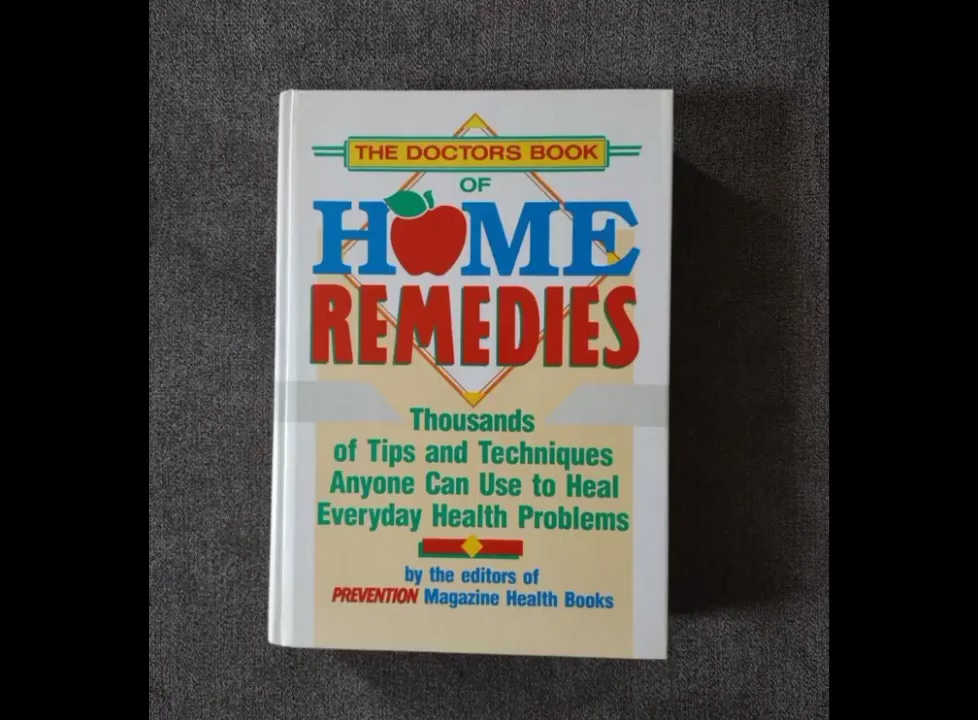 THE DOCTORS BOOK
OF
HOME
REMEDIES
Thousands
of Tips and Techniques
Anyone Can Use to Heal
Everyday Health Problems
by the editors of
PREVENTION Magazine Health Books